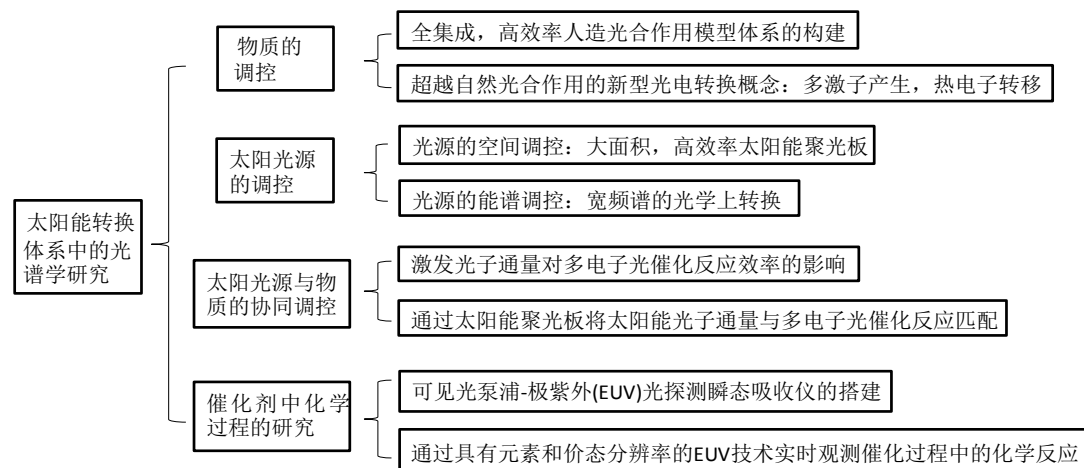 太阳能转换
体系中的光
谱学研究
物质的
调控
全集成，高效率人造光合作用模型体系的构建
超越自然光合作用的新型光电转换概念：多激子产生，热电子转移
太阳光源
的调控
光源的空间调控：大面积，高效率太阳能聚光板
光源的能谱调控：宽频谱的光学上转换
太阳光源与物
质的协同调控
激发光子通量对多电子光催化反应效率的影响
通过太阳能聚光板将太阳能光子通量与多电子光催化反应匹配
催化剂中化学
过程的研究
可见光泵浦-极紫外(EUV)光探测瞬态吸收仪的搭建
通过具有元素和价态分辨率的EUV技术实时观测催化过程中的化学反应